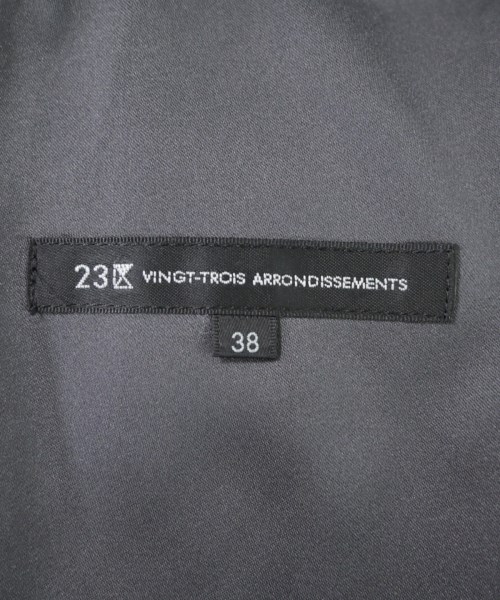 23区 VINGT-TROIS ARRONDISSEMENTS
38